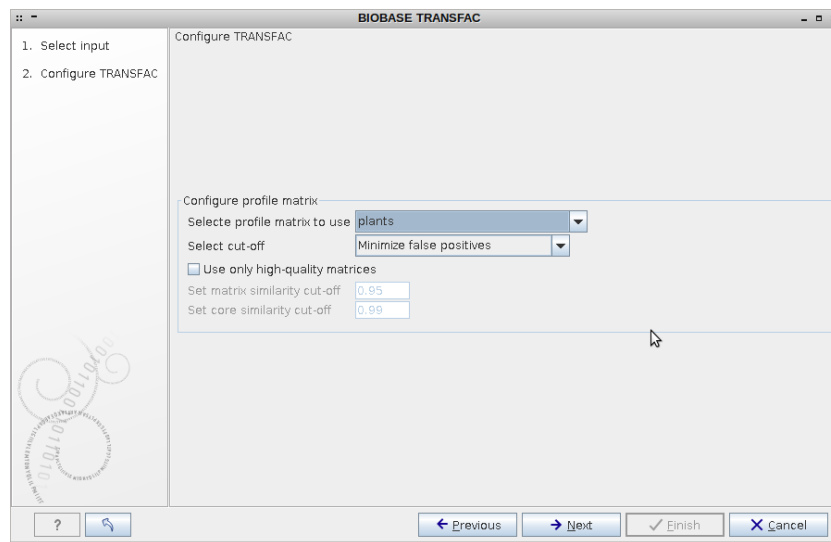 BIOBASE TRANSFAC
1. Select input
2. Configure TRANSFAC
Configure TRANSFAC
Configure profile matrix
Selecte profile matrix to use plants
Select cut-off Minimize false positives
Use only high-quality matrices
Set matrix similarity cut-off 0.95
Set core similarity cut-off 0.99
? Previous Next Finish Cancel